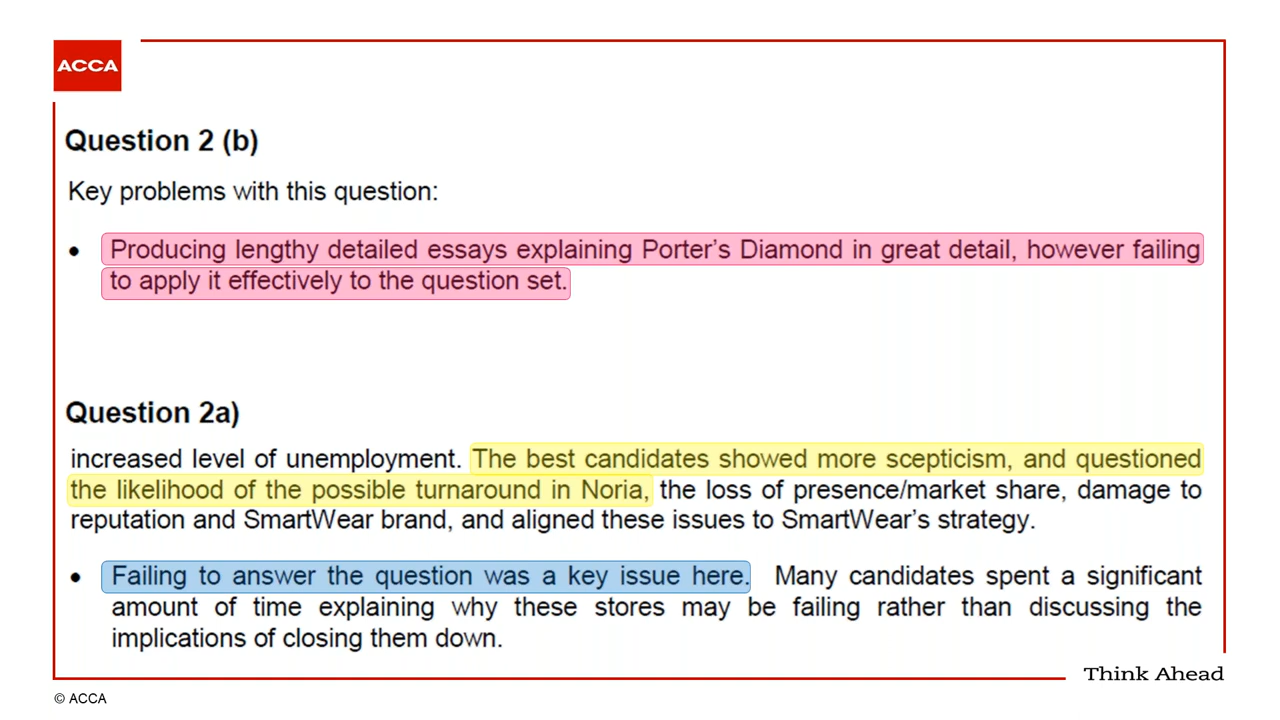 ACCA
Question 2 (b)
Key problems with this question:
• Producing lengthy detailed essays explaining Porter's Diamond in great detail, however failing
to apply it effectively to the question set.
Question 2a)
increased level of unemployment. The best candidates showed more scepticism, and questioned
the likelihood of the possible turnaround in Noria, the loss of presence/market share, damage to
reputation and SmartWear brand, and aligned these issues to SmartWear's strategy.
• Failing to answer the question was a key issue here. Many candidates spent a significant
amount of time explaining why these stores may be failing rather than discussing the
implications of closing them down.
Think Ahead
© ACCA